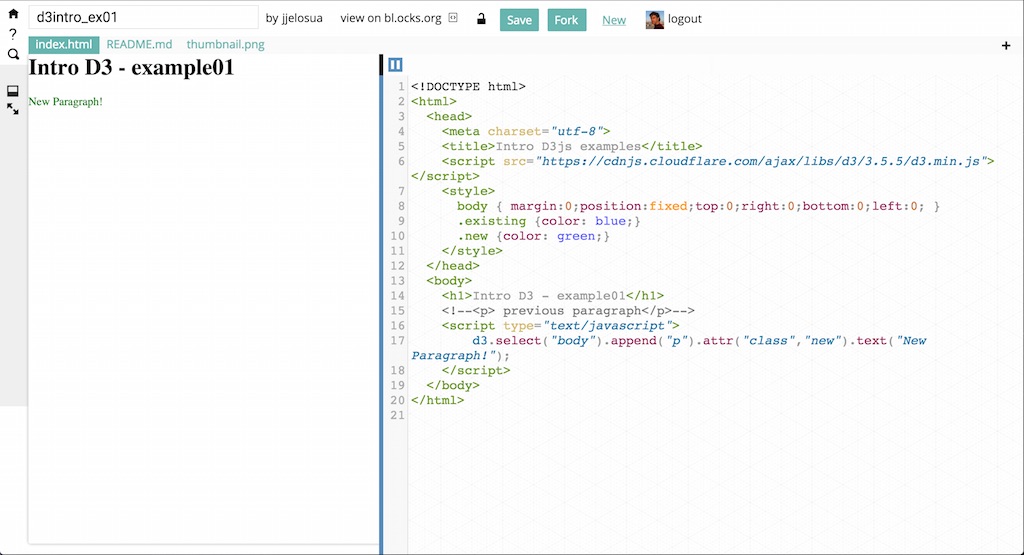 d3intro_ex01 by jjelosua view on bl.ocks.org Save Fork New logout
?
index.html README.md thumbnail.png +
Intro D3 - example01
New Paragraph!
1 <!DOCTYPE html>
2 <html>
3 <head>
4 <meta charset="utf-8">
5 <title>Intro D3js examples</title>
6 <script src="https://cdnjs.cloudflare.com/ajax/libs/d3/3.5.5/d3.min.js">
</script>
7 <style>
8 body { margin:0;position:fixed;top:0;right:0;bottom:0;left:0; }
9 .existing {color: blue;}
10 .new {color: green;}
11 </style>
12 </head>
13 <body>
14 <h1>Intro D3 - example01</h1>
15 <!--<p> previous paragraph</p>-->
16 <script type="text/javascript">
17 d3.select("body").append("p").attr("class","new").text("New
Paragraph!");
18 </script>
19 </body>
20 </html>
21